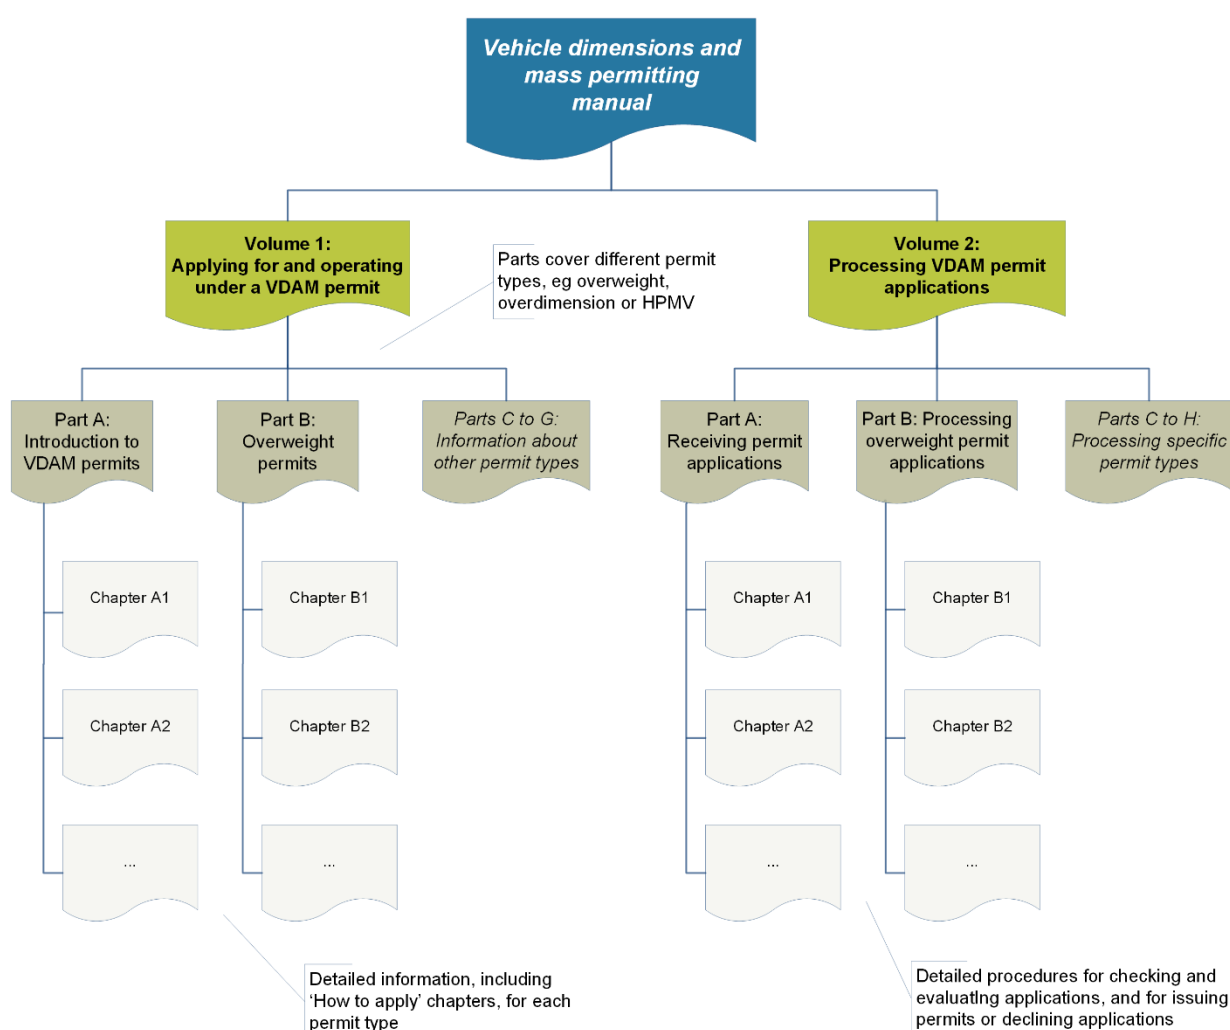 Vehicle dimensions and
mass permitting
manual
Volume 1:
Applying for and operating
under a VDAM permit
Parts cover different permit
types, eg overweight,
overdimension or HPMV
Volume 2:
Processing VDAM permit
applications
Part A:
Introduction to
VDAM permits
Part B:
Overweight
permits
Parts C to G:
Information about
other permit types
Part A:
Receiving permit
applications
Part B: Processing
overweight permit
applications
Parts C to H:
Processing specific
permit types
Chapter A1
Chapter B1
Chapter A1
Chapter B1
Chapter A2
Chapter B2
Chapter A2
Chapter B2
...
...
...
...
Detailed information, including
‘How to apply’ chapters, for each
permit type
Detailed procedures for checking and
evaluating applications, and for issuing
permits or declining applications